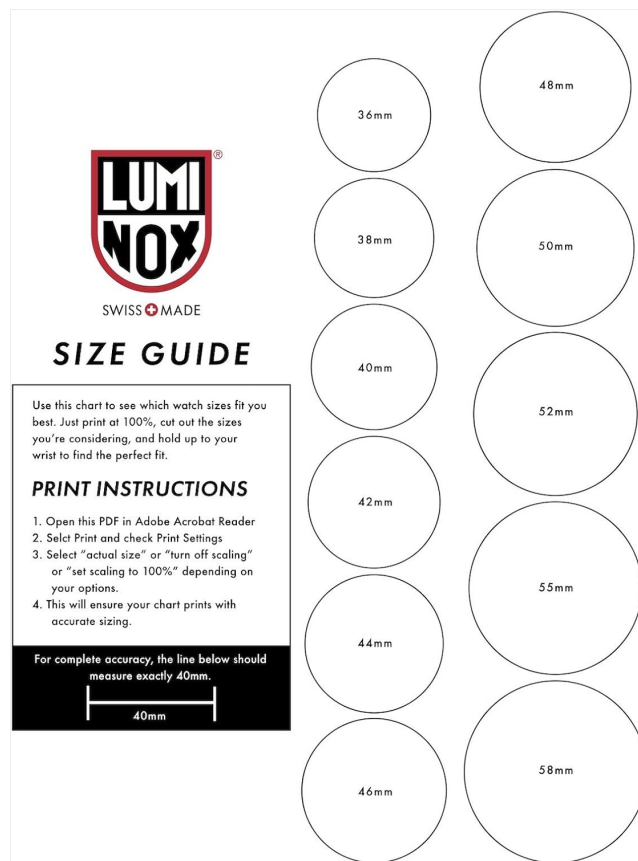 LUMI
NOX
®
SWISS MADE
SIZE GUIDE
Use this chart to see which watch sizes fit you
best. Just print at 100%, cut out the sizes
you're considering, and hold up to your
wrist to find the perfect fit.
PRINT INSTRUCTIONS
1. Open this PDF in Adobe Acrobat Reader
2. Selct Print and check Print Settings
3. Select “actual size” or “turn off scaling”
or “set scaling to 100%” depending on
your options.
4. This will ensure your chart prints with
accurate sizing.
For complete accuracy, the line below should
measure exactly 40mm.
40mm
36mm
38mm
40mm
42mm
44mm
46mm
48mm
50mm
52mm
55mm
58mm